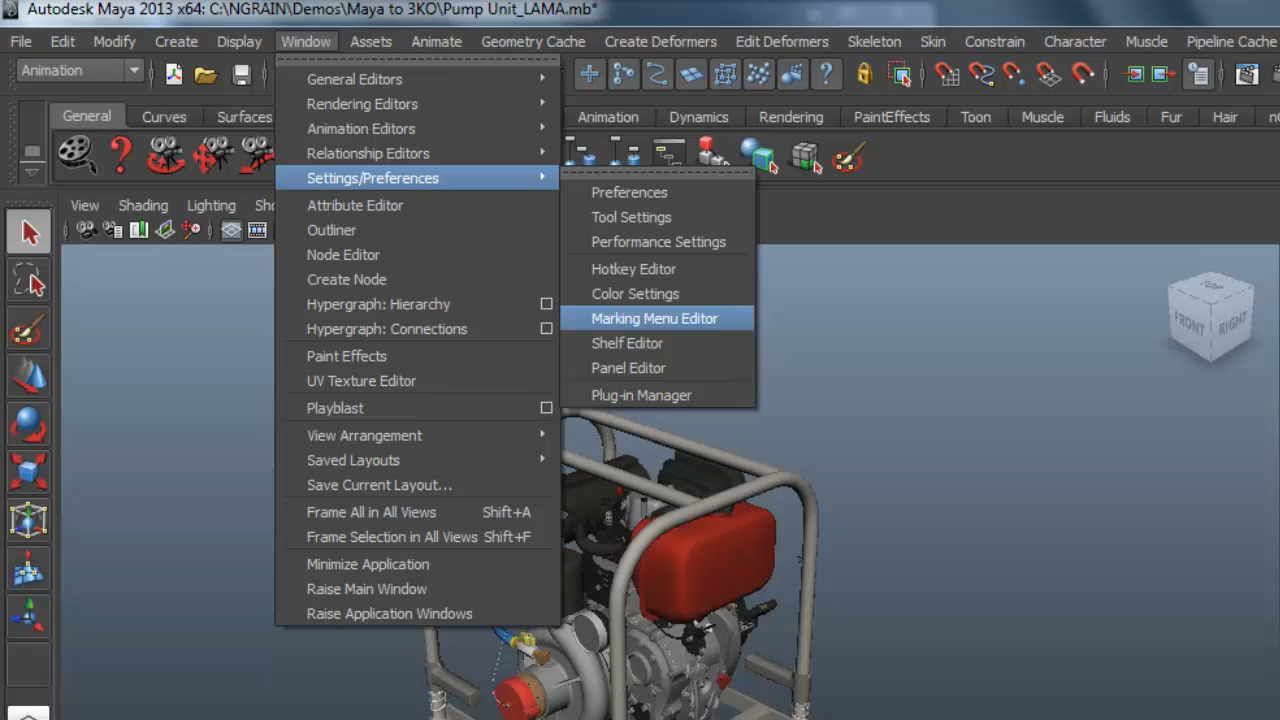 Autodesk Maya 2013 x64: C:\NGRAIN\Demos\Maya to 3KO\Pump Unit_LAMA.mb*
File Edit Modify Create Display Window Assets Animate Geometry Cache Create Deformers Edit Deformers Skeleton Skin Constrain Character Muscle Pipeline Cache
Animation
General Curves Surfaces Animation Dynamics Rendering PaintEffects Toon Muscle Fluids Fur Hair
View Shading Lighting
General Editors
Rendering Editors
Animation Editors
Relationship Editors
Settings/Preferences
Attribute Editor
Outliner
Node Editor
Create Node
Hypergraph: Hierarchy
Hypergraph: Connections
Paint Effects
UV Texture Editor
Playblast
View Arrangement
Saved Layouts
Save Current Layout...
Frame All in All Views Shift+A
Frame Selection in All Views Shift+F
Minimize Application
Raise Main Window
Raise Application Windows
Preferences
Tool Settings
Performance Settings
Hotkey Editor
Color Settings
Marking Menu Editor
Shelf Editor
Panel Editor
Plug-in Manager
TOP
FRONT RIGHT